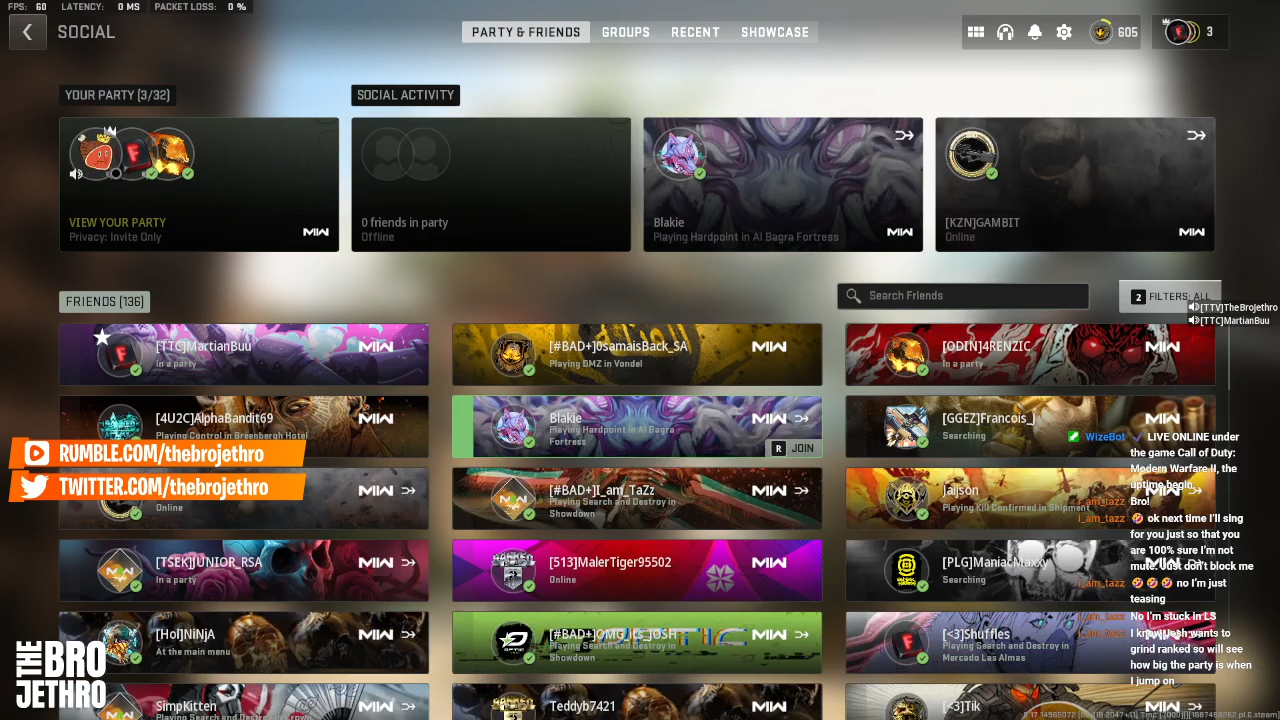 FPS: 60 LATENCY: 0 MS PACKET LOSS: 0 %
SOCIAL
PARTY & FRIENDS GROUPS RECENT SHOWCASE
605
3
YOUR PARTY (3/32)
SOCIAL ACTIVITY
VIEW YOUR PARTY
Privacy: Invite Only
0 friends in party
Offline
Blakie
Playing Hardpoint in Al Bagra Fortress
[KZN]GAMBIT
Online
FRIENDS (136)
Search Friends
2 FILTERS: ALL
[TTV]TheBroJethro
[TTC]MartianBuu
[TTC]MartianBuu
In a party
[#BAD+]0samaisBack_SA
Playing DMZ in Vondel
[ODIN]4RENZIC
In a party
[4U2C]AlphaBandit69
Playing Control in Breenbergh Hotel
Blakie
Playing Hardpoint in Al Bagra
Fortress
R JOIN
[GGEZ]Francois_J
Searching
Online
[#BAD+]I_am_TaZz
Playing Search and Destroy in
Showdown
Jaijson
Playing Kill Confirmed in Shipment
[TSEK]JUNIOR_RSA
In a party
[513]MalerTiger95502
Online
[PLG]ManiacMaxxy
Searching
[Hol]NiNjA
At the main menu
[#BAD+]OMG_its_JOSH
Playing Search and Destroy in
Showdown
[<3]Shuffles
Playing Search and Destroy in
Mercado Las Almas
SimpKitten
Teddyb7421
[<3]Tik
RUMBLE.COM/thebrojethro
TWITTER.COM/thebrojethro
THE BRO
JETHRO
WizeBot LIVE ONLINE under
the game Call of Duty:
Modern Warfare II, the
uptime begin.
Bro!
i_am_tazz 🤣 ok next time I'll sing
for you just so that you
are 100% sure I'm not
mute. Just don't block me
i_am_tazz 🤣 🤣 🤣 no I'm just
teasing
i_am_tazz No I'm stuck in LS
i_am_tazz I know Josh wants to
grind ranked so will see
how big the party is when
I jump on